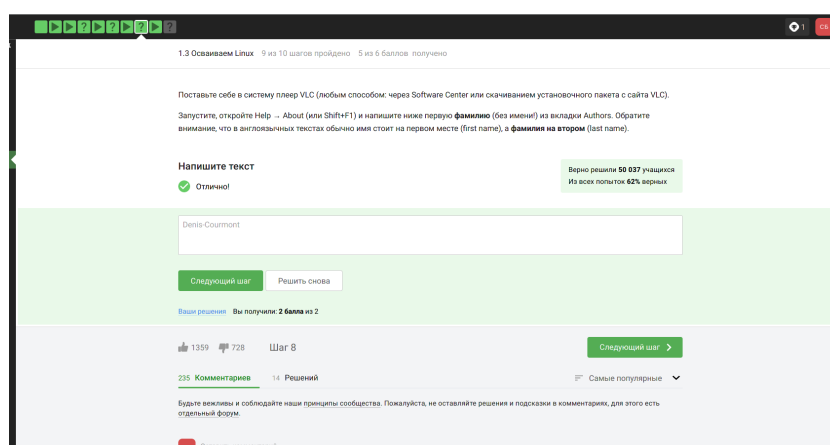 1
СБ
1.3 Осваиваем Linux 9 из 10 шагов пройдено 5 из 6 баллов получено
Поставьте себе в систему плеер VLC (любым способом: через Software Center или скачиванием установочного пакета с сайта VLC).
Запустите, откройте Help → About (или Shift+F1) и напишите ниже первую фамилию (без имени!) из вкладки Authors. Обратите
внимание, что в англоязычных текстах обычно имя стоит на первом месте (first name), а фамилия на втором (last name).
Напишите текст
Верно решили 50 037 учащихся
Из всех попыток 62% верных
Отлично!
Denis-Courmont
Следующий шаг Решить снова
Ваши решения Вы получили: 2 балла из 2
1359 728 Шаг 8 Следующий шаг
235 Комментариев 14 Решений Самые популярные
Будьте вежливы и соблюдайте наши принципы сообщества. Пожалуйста, не оставляйте решения и подсказки в комментариях, для этого есть
отдельный форум.